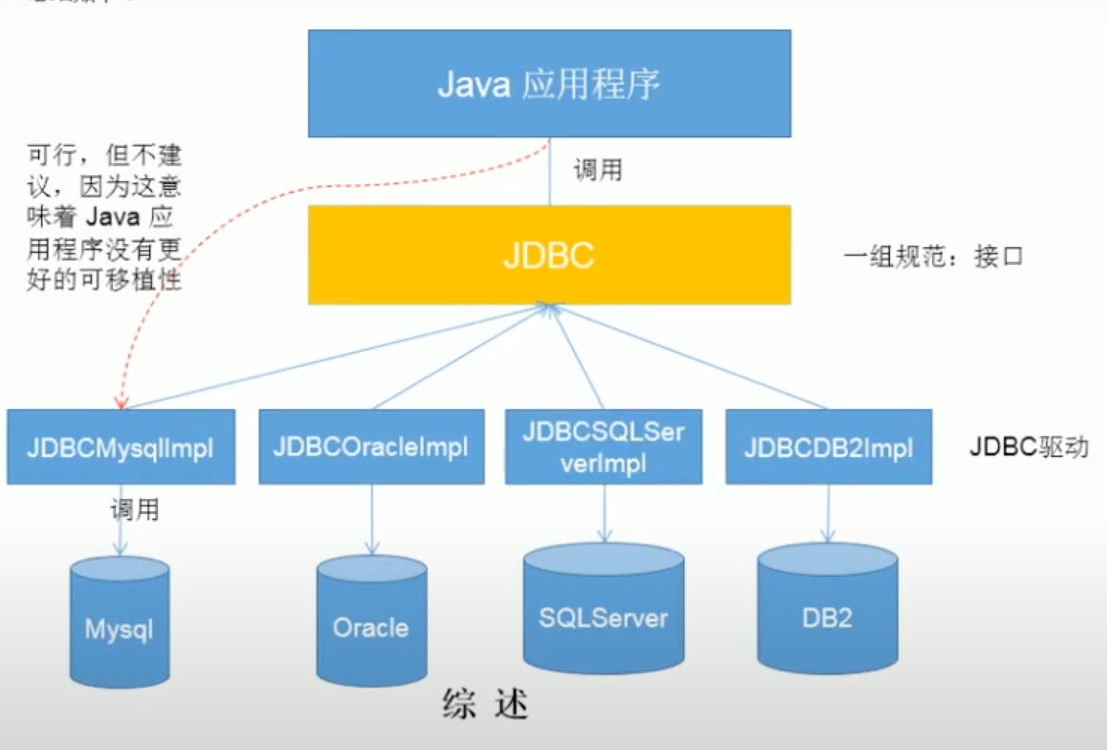 Java 应用程序
可行，但不建
议，因为这意
味着 Java 应
用程序没有更
好的可移植性
调用
JDBC
一组规范：接口
JDBCMysqlImpl
JDBCOracleImpl
JDBCSQLSer
verImpl
JDBCDB2Impl
JDBC驱动
调用
Mysql
Oracle
SQLServer
DB2
综 述